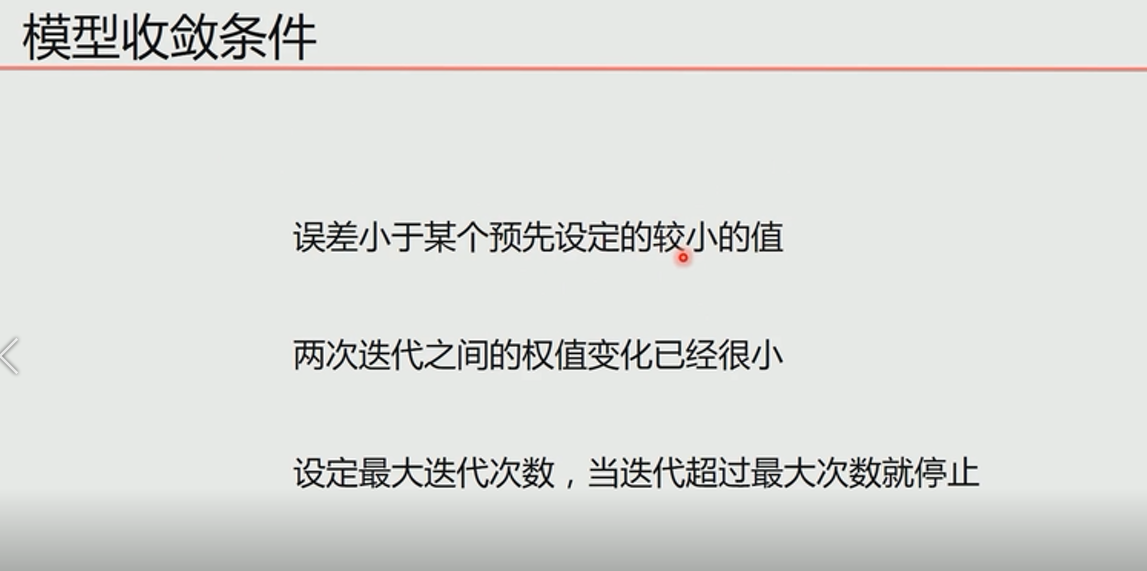 模型收敛条件
误差小于某个预先设定的较小的值
两次迭代之间的权值变化已经很小
设定最大迭代次数，当迭代超过最大次数就停止